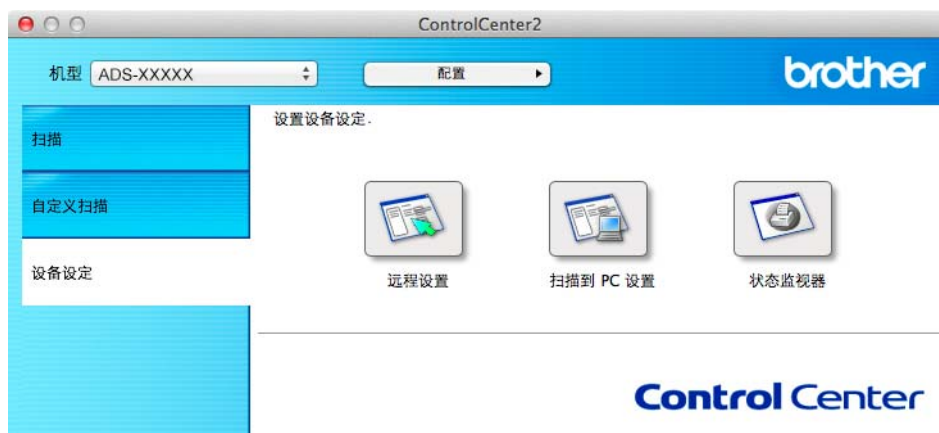 ControlCenter2
机型 ADS-XXXXX 配置 brother
扫描
自定义扫描
设备设定
设置设备设定.
远程设置 扫描到 PC 设置 状态监视器
Control Center